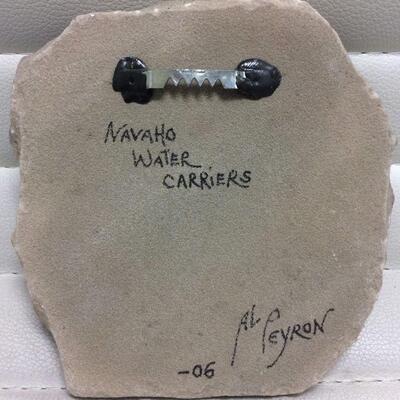 NAVAHO
WATER
CARRIERS
AL
PEYRON
-06